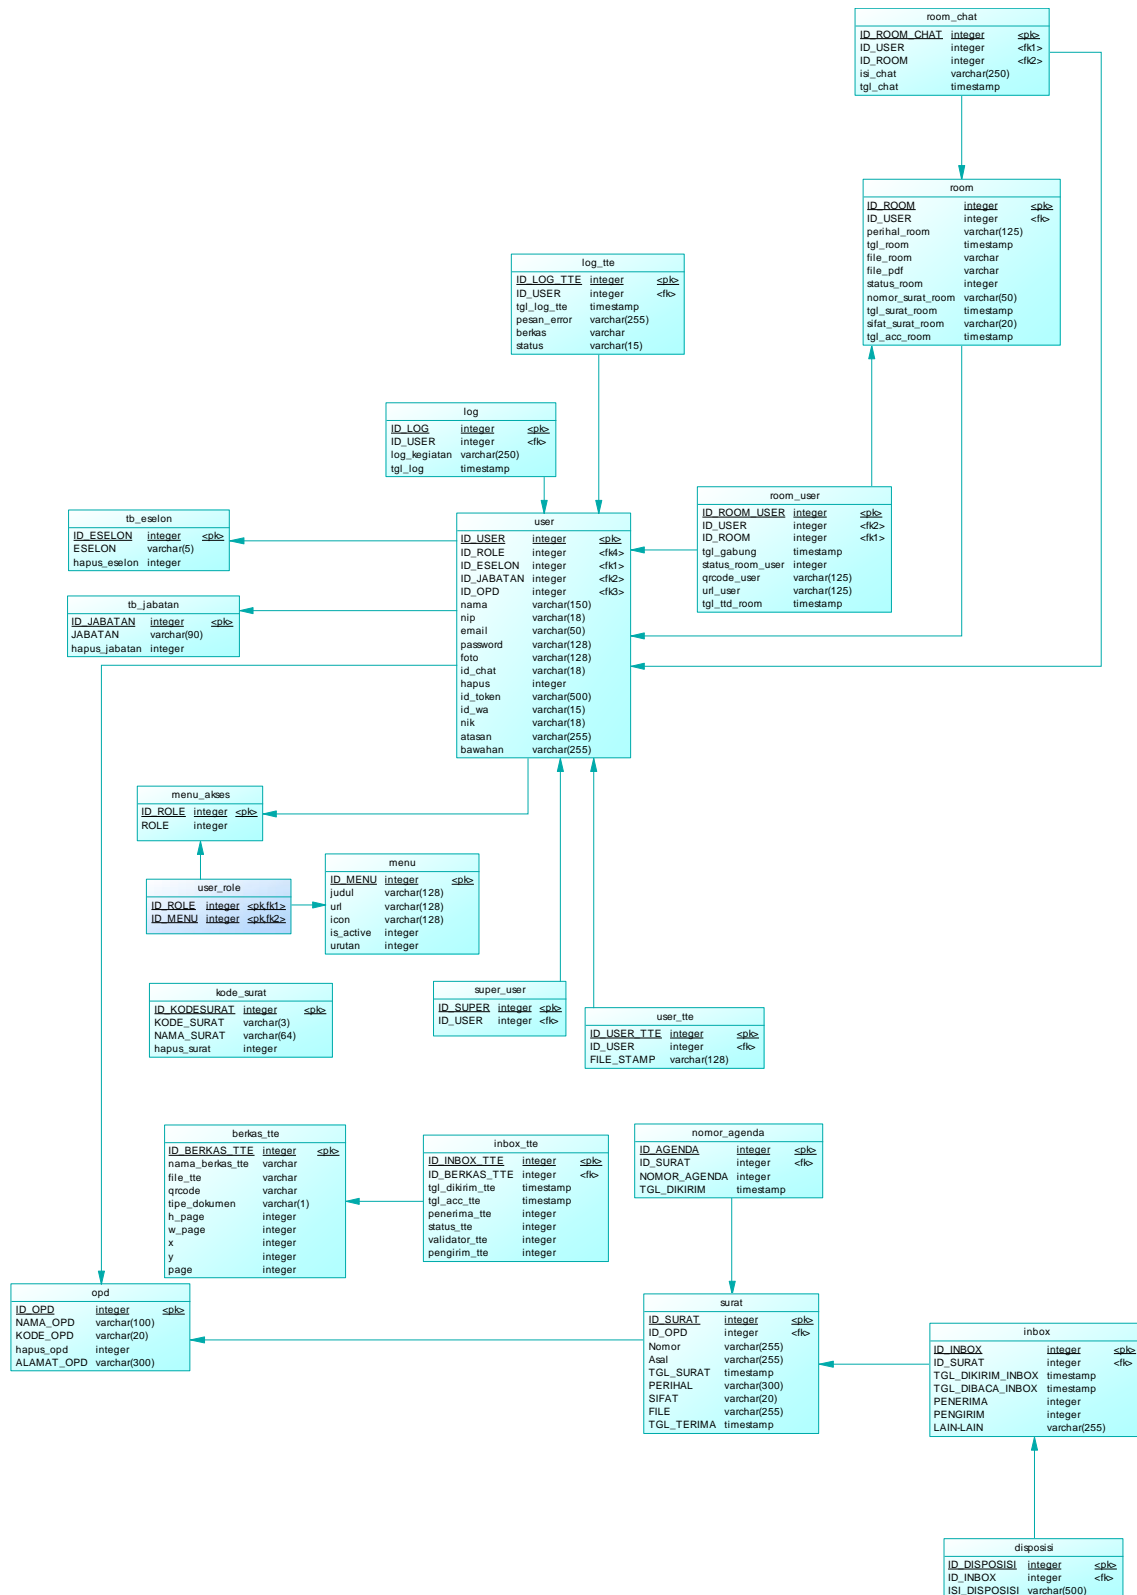 room_chat
ID_ROOM_CHAT integer <pk>
ID_USER integer <fk1>
ID_ROOM integer <fk2>
isi_chat varchar(250)
tgl_chat timestamp
room
ID_ROOM integer <pk>
ID_USER integer <fk>
perihal_room varchar(125)
tgl_room timestamp
file_room varchar
file_pdf varchar
status_room integer
nomor_surat_room varchar(50)
tgl_surat_room timestamp
sifat_surat_room varchar(20)
tgl_acc_room timestamp
log_tte
ID_LOG_TTE integer <pk>
ID_USER integer <fk>
tgl_log_tte timestamp
pesan_error varchar(255)
berkas varchar
status varchar(15)
log
ID_LOG integer <pk>
ID_USER integer <fk>
log_kegiatan varchar(250)
tgl_log timestamp
room_user
ID_ROOM_USER integer <pk>
ID_USER integer <fk2>
ID_ROOM integer <fk1>
tgl_gabung timestamp
status_room_user integer
qrcode_user varchar(125)
url_user varchar(125)
tgl_ttd_room timestamp
tb_eselon
ID_ESELON integer <pk>
ESELON varchar(5)
hapus_eselon integer
user
ID_USER integer <pk>
ID_ROLE integer <fk4>
ID_ESELON integer <fk1>
ID_JABATAN integer <fk2>
ID_OPD integer <fk3>
nama varchar(150)
nip varchar(18)
email varchar(50)
password varchar(128)
foto varchar(128)
id_chat varchar(18)
hapus integer
id_token varchar(500)
id_wa varchar(15)
nik varchar(18)
atasan varchar(255)
bawahan varchar(255)
tb_jabatan
ID_JABATAN integer <pk>
JABATAN varchar(90)
hapus_jabatan integer
menu_akses
ID_ROLE integer <pk>
ROLE integer
menu
ID_MENU integer <pk>
judul varchar(128)
url varchar(128)
icon varchar(128)
is_active integer
urutan integer
user_role
ID_ROLE integer <pk,fk1>
ID_MENU integer <pk,fk2>
kode_surat
ID_KODESURAT integer <pk>
KODE_SURAT varchar(3)
NAMA_SURAT varchar(64)
hapus_surat integer
super_user
ID_SUPER integer <pk>
ID_USER integer <fk>
user_tte
ID_USER_TTE integer <pk>
ID_USER integer <fk>
FILE_STAMP varchar(128)
berkas_tte
ID_BERKAS_TTE integer <pk>
nama_berkas_tte varchar
file_tte varchar
qrcode varchar
tipe_dokumen varchar(1)
h_page integer
w_page integer
x integer
y integer
page integer
inbox_tte
ID_INBOX_TTE integer <pk>
ID_BERKAS_TTE integer <fk>
tgl_dikirim_tte timestamp
tgl_acc_tte timestamp
penerima_tte integer
status_tte integer
validator_tte integer
pengirim_tte integer
nomor_agenda
ID_AGENDA integer <pk>
ID_SURAT integer <fk>
NOMOR_AGENDA integer
TGL_DIKIRIM timestamp
opd
ID_OPD integer <pk>
NAMA_OPD varchar(100)
KODE_OPD varchar(20)
hapus_opd integer
ALAMAT_OPD varchar(300)
surat
ID_SURAT integer <pk>
ID_OPD integer <fk>
Nomor varchar(255)
Asal varchar(255)
TGL_SURAT timestamp
PERIHAL varchar(300)
SIFAT varchar(20)
FILE varchar(255)
TGL_TERIMA timestamp
inbox
ID_INBOX integer <pk>
ID_SURAT integer <fk>
TGL_DIKIRIM_INBOX timestamp
TGL_DIBACA_INBOX timestamp
PENERIMA integer
PENGIRIM integer
LAIN-LAIN varchar(255)
disposisi
ID_DISPOSISI integer <pk>
ID_INBOX integer <fk>
ISI_DISPOSISI varchar(500)